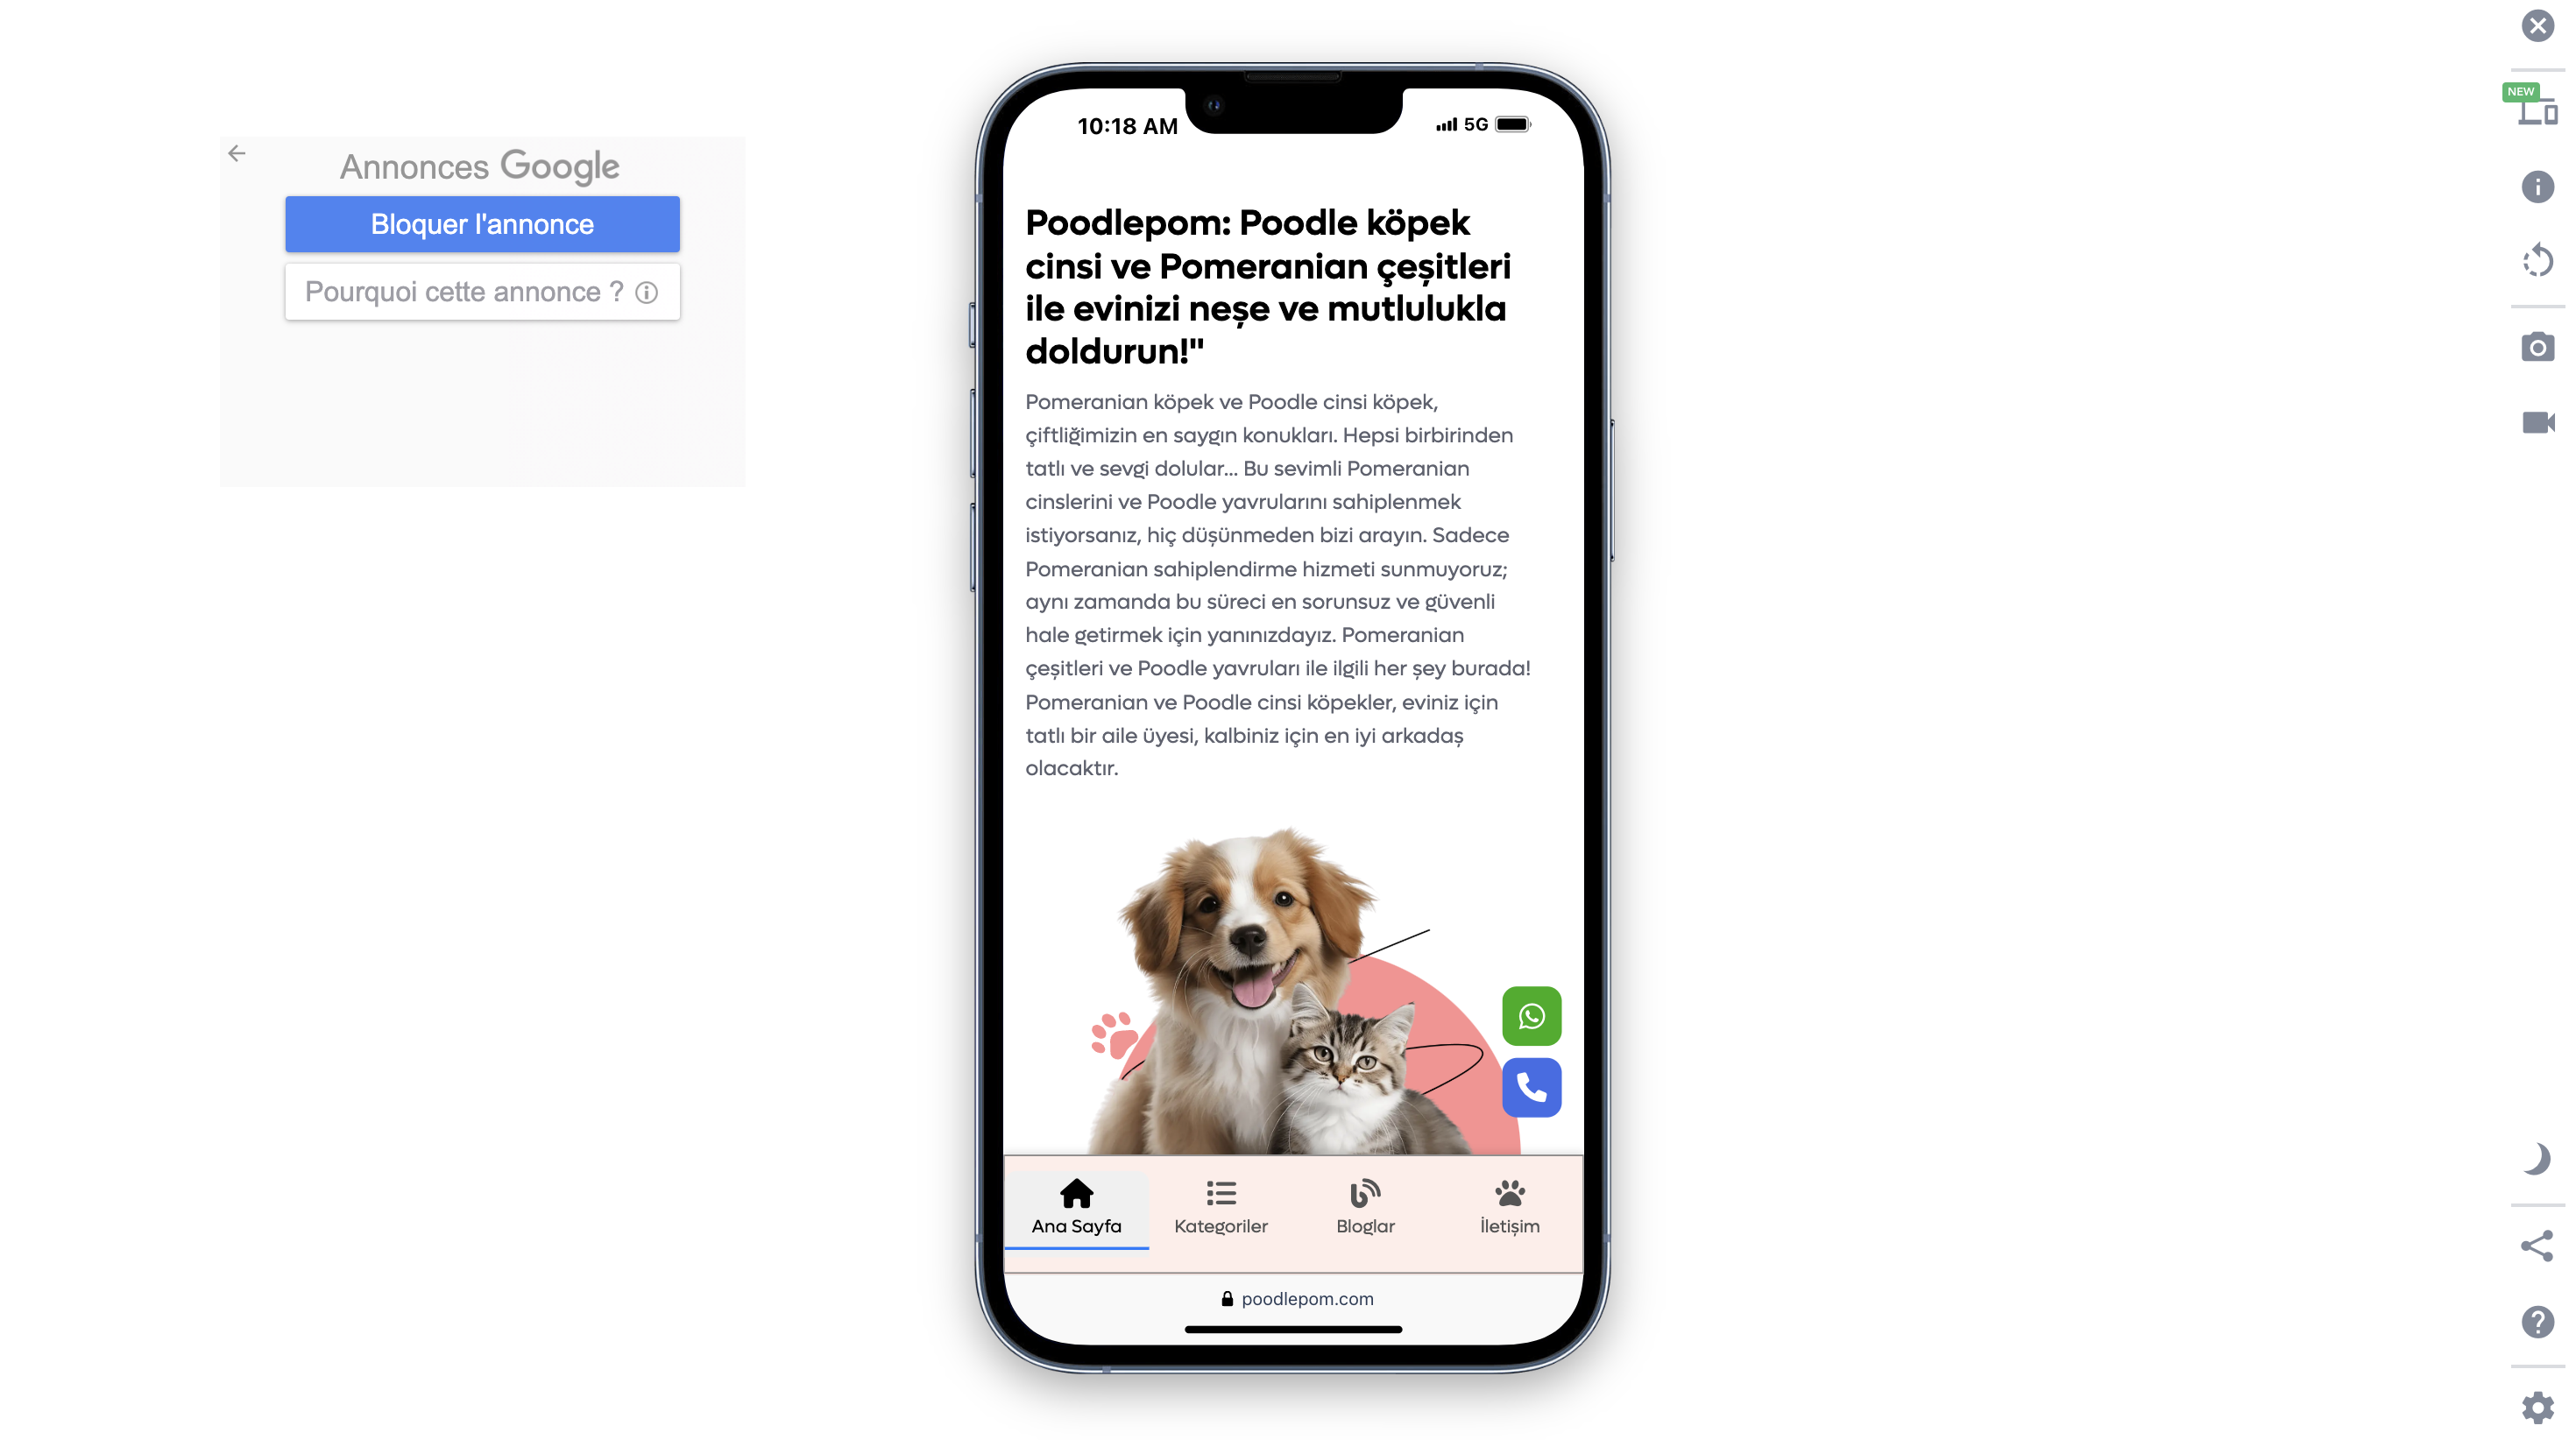 Annonces Google
Bloquer l'annonce
Pourquoi cette annonce ?
10:18 AM
5G
Poodlepom: Poodle köpek
cinsi ve Pomeranian çeşitleri
ile evinizi neşe ve mutlulukla
doldurun!"
Pomeranian köpek ve Poodle cinsi köpek,
çiftliğimizin en saygın konukları. Hepsi birbirinden
tatlı ve sevgi dolular... Bu sevimli Pomeranian
cinslerini ve Poodle yavrularını sahiplenmek
istiyorsanız, hiç düşünmeden bizi arayın. Sadece
Pomeranian sahiplendirme hizmeti sunmuyoruz;
aynı zamanda bu süreci en sorunsuz ve güvenli
hale getirmek için yanınızdayız. Pomeranian
çeşitleri ve Poodle yavruları ile ilgili her şey burada!
Pomeranian ve Poodle cinsi köpekler, eviniz için
tatlı bir aile üyesi, kalbiniz için en iyi arkadaş
olacaktır.
Ana Sayfa
Kategoriler
Bloglar
İletişim
poodlepom.com
NEW